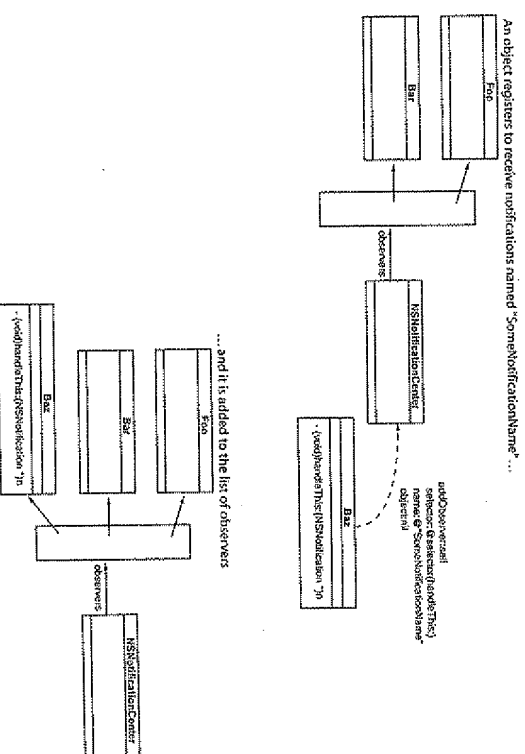 An object registers to receive notifications named "SomeNotificationName" ...
Foo
Bar
observers
NSNotificationCenter
addObserver:self
selector:@selector(handleThis:)
name:@"SomeNotificationName"
object:nil
Baz
- (void)handleThis:(NSNotification *)n
... and it is added to the list of observers
Foo
Bar
Baz
- (void)handleThis:(NSNotification *)n
observers
NSNotificationCenter